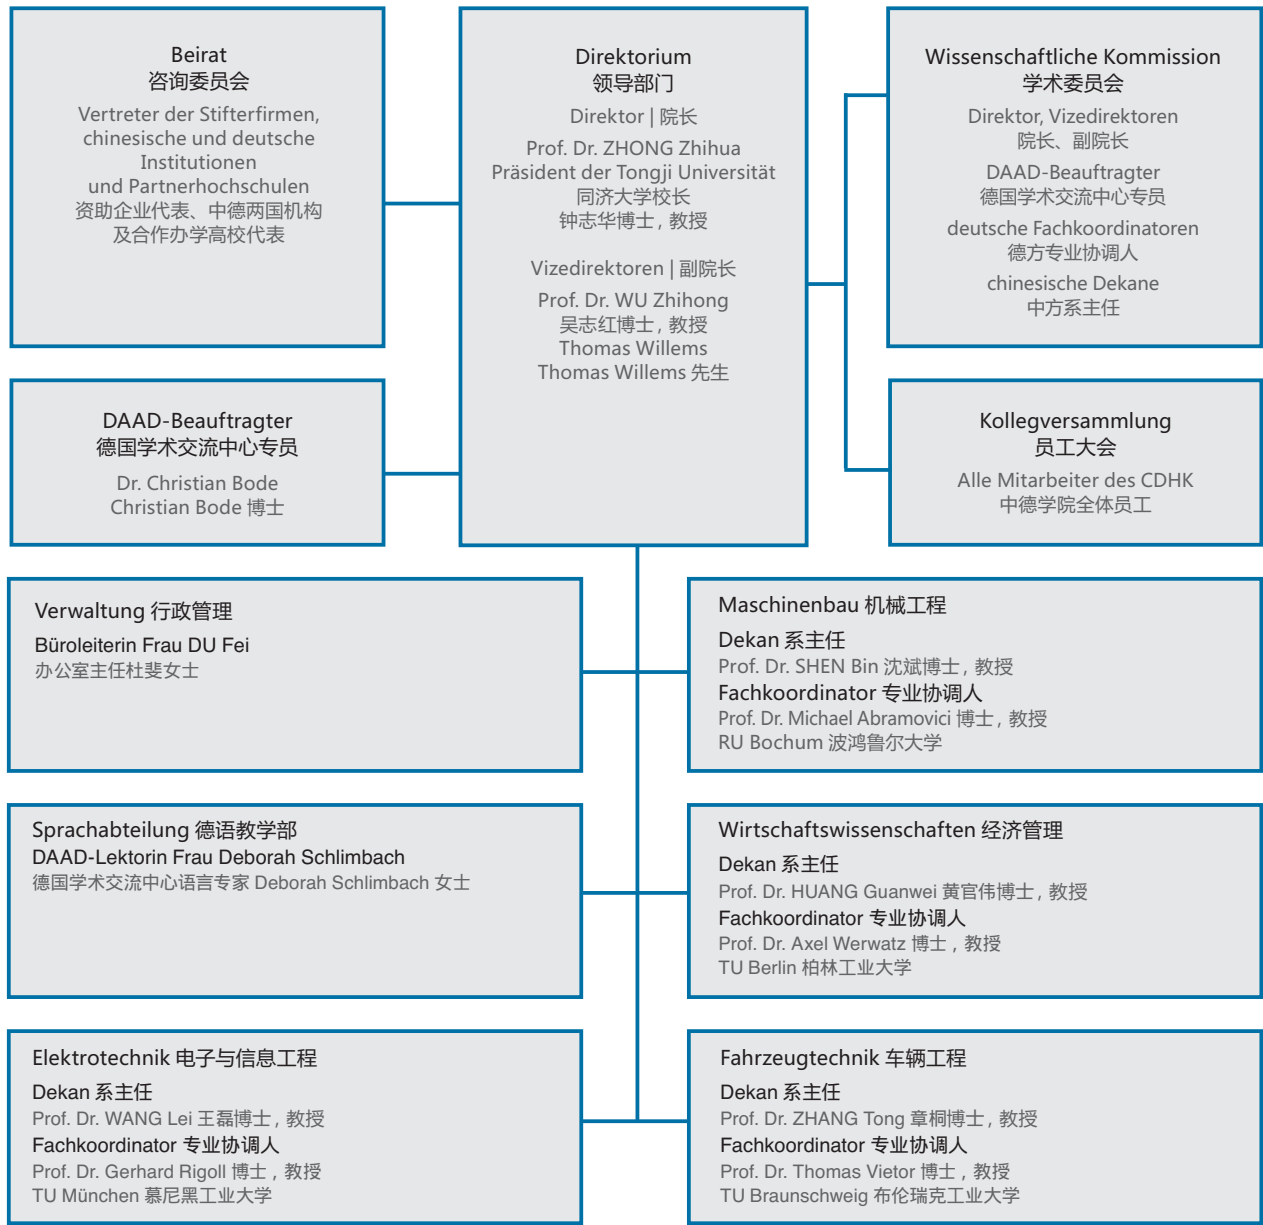 Beirat
咨询委员会
Vertreter der Stifterfirmen,
chinesische und deutsche
Institutionen
und Partnerhochschulen
资助企业代表、中德两国机构
及合作办学高校代表
Direktorium
领导部门
Direktor | 院长
Prof. Dr. ZHONG Zhihua
Präsident der Tongji Universität
同济大学校长
钟志华博士 , 教授
Vizedirektoren | 副院长
Prof. Dr. WU Zhihong
吴志红博士 , 教授
Thomas Willems
Thomas Willems 先生
Wissenschaftliche Kommission
学术委员会
Direktor, Vizedirektoren
院长、副院长
DAAD-Beauftragter
德国学术交流中心专员
deutsche Fachkoordinatoren
德方专业协调人
chinesische Dekane
中方系主任
DAAD-Beauftragter
德国学术交流中心专员
Dr. Christian Bode
Christian Bode 博士
Kollegversammlung
员工大会
Alle Mitarbeiter des CDHK
中德学院全体员工
Verwaltung 行政管理
Büroleiterin Frau DU Fei
办公室主任杜斐女士
Maschinenbau 机械工程
Dekan 系主任
Prof. Dr. SHEN Bin 沈斌博士 , 教授
Fachkoordinator 专业协调人
Prof. Dr. Michael Abramovici 博士 , 教授
RU Bochum 波鸿鲁尔大学
Sprachabteilung 德语教学部
DAAD-Lektorin Frau Deborah Schlimbach
德国学术交流中心语言专家 Deborah Schlimbach 女士
Wirtschaftswissenschaften 经济管理
Dekan 系主任
Prof. Dr. HUANG Guanwei 黄官伟博士 , 教授
Fachkoordinator 专业协调人
Prof. Dr. Axel Werwatz 博士 , 教授
TU Berlin 柏林工业大学
Elektrotechnik 电子与信息工程
Dekan 系主任
Prof. Dr. WANG Lei 王磊博士 , 教授
Fachkoordinator 专业协调人
Prof. Dr. Gerhard Rigoll 博士 , 教授
TU München 慕尼黑工业大学
Fahrzeugtechnik 车辆工程
Dekan 系主任
Prof. Dr. ZHANG Tong 章桐博士 , 教授
Fachkoordinator 专业协调人
Prof. Dr. Thomas Vietor 博士 , 教授
TU Braunschweig 布伦瑞克工业大学